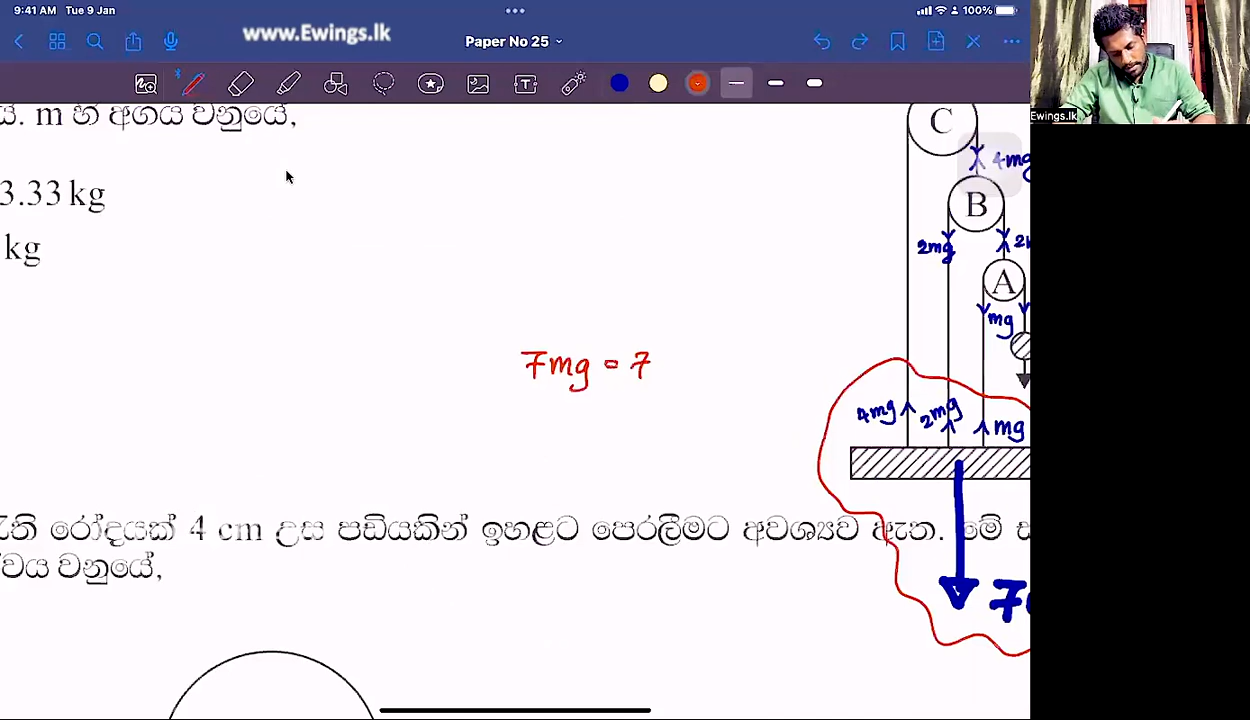 9:41 AM Tue 9 Jan
100%
www.Ewings.lk
Paper No 25
Ewings.lk
m හි අගය වනුයේ,
3.33 kg
kg
C
4mg
B
2mg
A
mg
7mg = 7
4mg
2mg
mg
රෝදයක් 4 cm උස පඩියකින් ඉහළට පෙරලීමට අවශ්‍යව ඇත. මේ
වනුයේ,